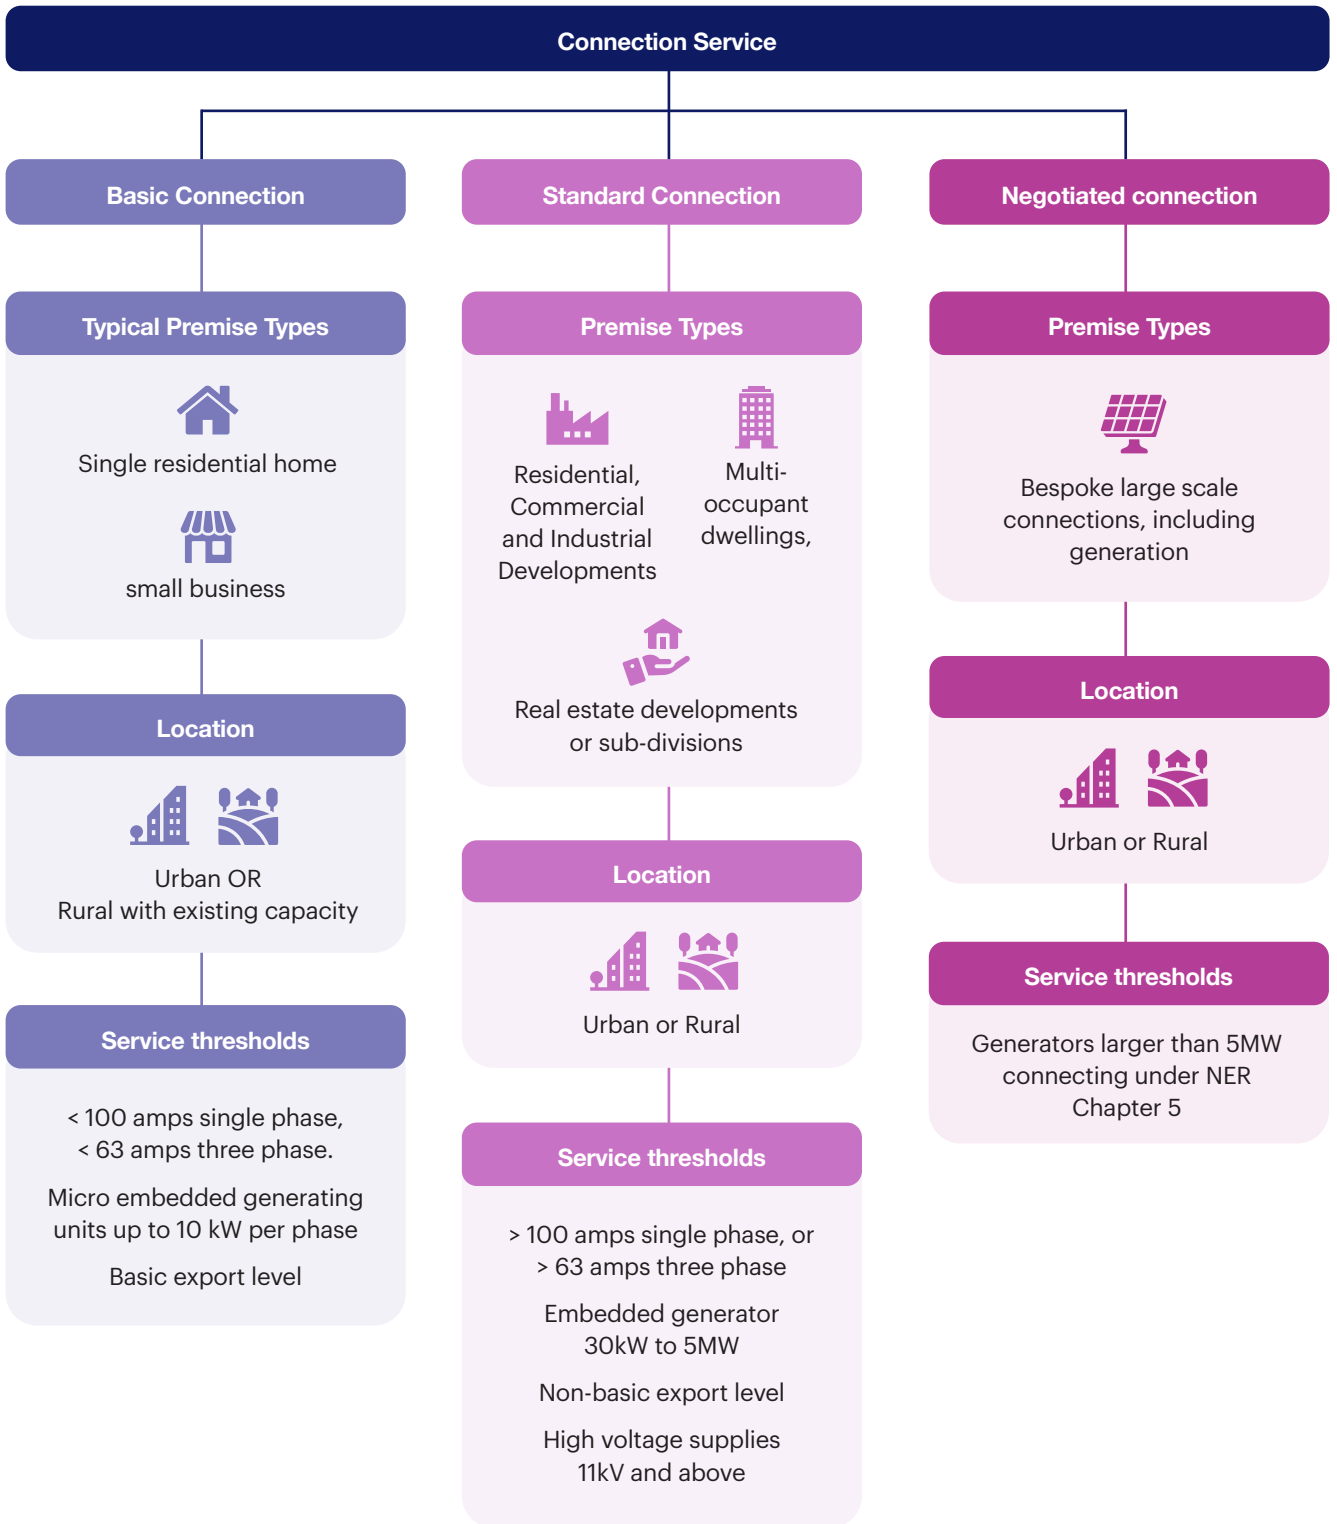 Connection Service
Basic Connection
Typical Premise Types
Single residential home
small business
Location
Urban OR
Rural with existing capacity
Service thresholds
< 100 amps single phase,
< 63 amps three phase.
Micro embedded generating
units up to 10 kW per phase
Basic export level
Standard Connection
Premise Types
Residential,
Commercial
and Industrial
Developments
Multi-
occupant
dwellings,
Real estate developments
or sub-divisions
Location
Urban or Rural
Service thresholds
> 100 amps single phase, or
> 63 amps three phase
Embedded generator
30kW to 5MW
Non-basic export level
High voltage supplies
11kV and above
Negotiated connection
Premise Types
Bespoke large scale
connections, including
generation
Location
Urban or Rural
Service thresholds
Generators larger than 5MW
connecting under NER
Chapter 5